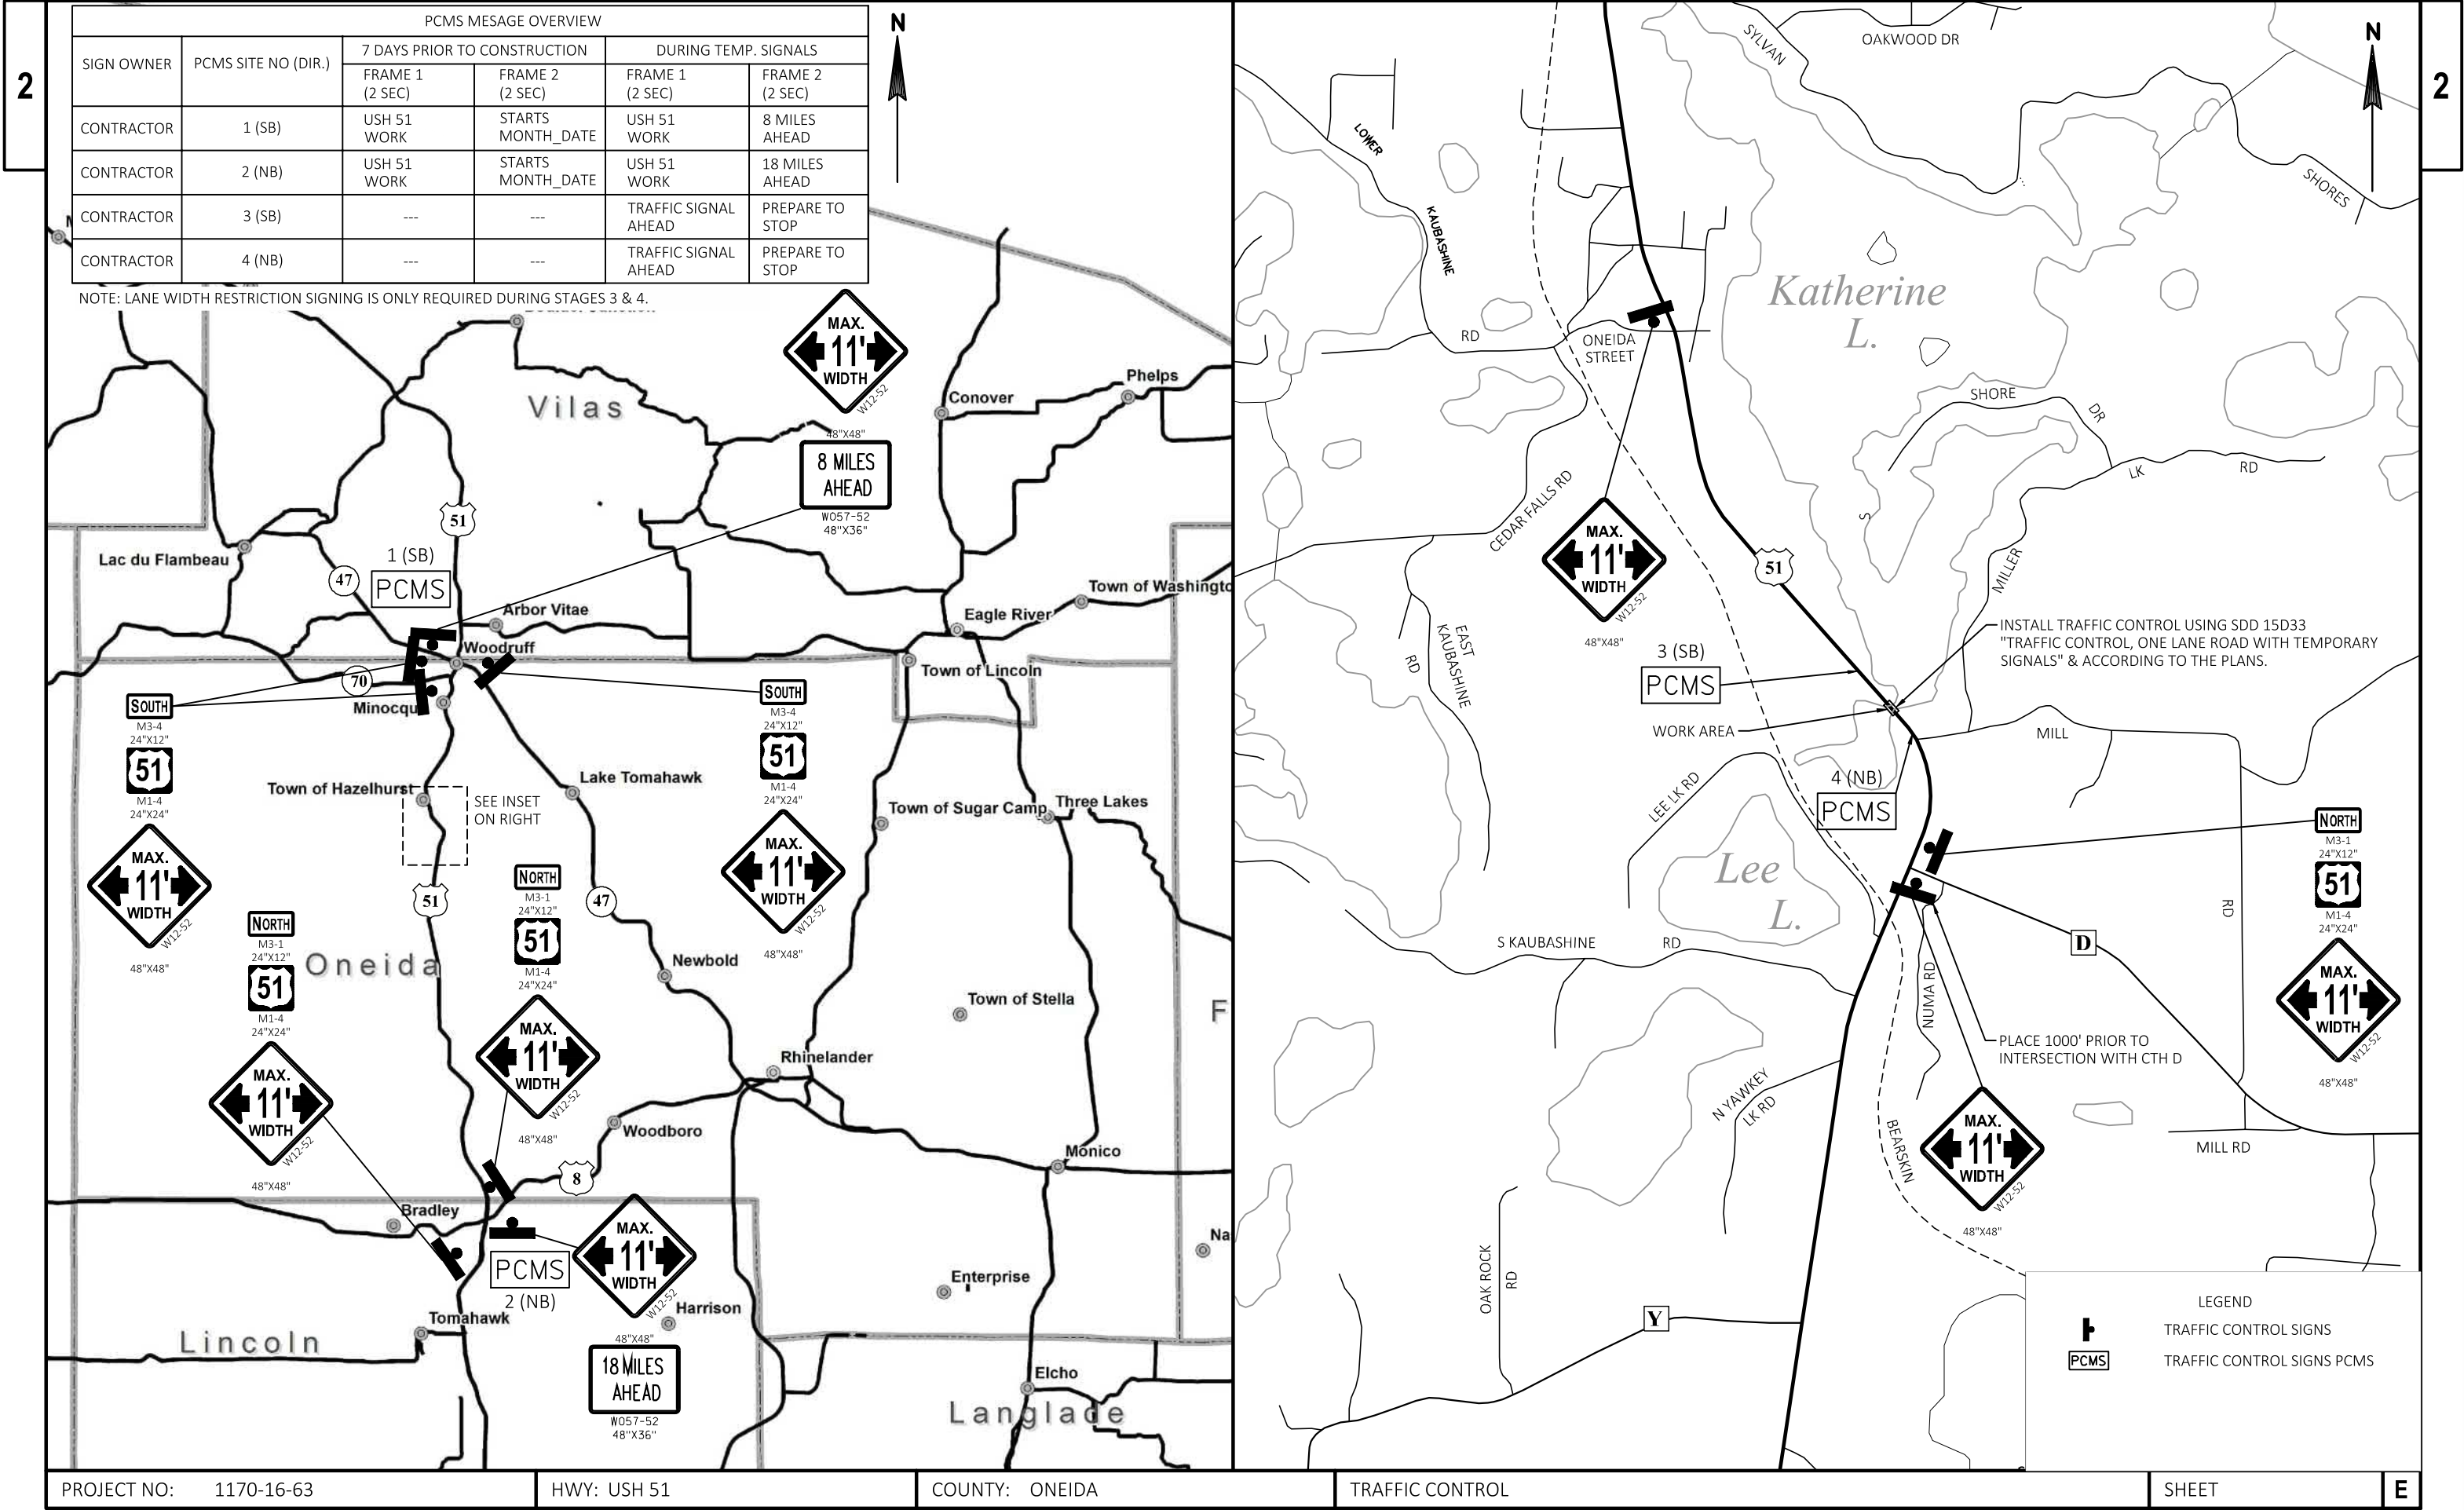 2
PCMS MESAGE OVERVIEW
SIGN OWNER
PCMS SITE NO (DIR.)
7 DAYS PRIOR TO CONSTRUCTION
DURING TEMP. SIGNALS
FRAME 1
(2 SEC)
FRAME 2
(2 SEC)
FRAME 1
(2 SEC)
FRAME 2
(2 SEC)
CONTRACTOR
1 (SB)
USH 51
WORK
STARTS
MONTH_DATE
USH 51
WORK
8 MILES
AHEAD
CONTRACTOR
2 (NB)
USH 51
WORK
STARTS
MONTH_DATE
USH 51
WORK
18 MILES
AHEAD
CONTRACTOR
3 (SB)
---
---
TRAFFIC SIGNAL
AHEAD
PREPARE TO
STOP
CONTRACTOR
4 (NB)
---
---
TRAFFIC SIGNAL
AHEAD
PREPARE TO
STOP
NOTE: LANE WIDTH RESTRICTION SIGNING IS ONLY REQUIRED DURING STAGES 3 & 4.
N
MAX.
11'
WIDTH
W12-52
48"X48"
8 MILES
AHEAD
W057-52
48"X36"
Vilas
Conover
Phelps
51
Lac du Flambeau
1 (SB)
PCMS
47
Arbor Vitae
Town of Washingto
Eagle River
Woodruff
Town of Lincoln
70
Minocqu
SOUTH
M3-4
24"X12"
51
M1-4
24"X24"
MAX.
11'
WIDTH
W12-52
48"X48"
SOUTH
M3-4
24"X12"
51
M1-4
24"X24"
MAX.
11'
WIDTH
W12-52
48"X48"
Town of Hazelhurst
SEE INSET
ON RIGHT
Lake Tomahawk
Town of Sugar Camp
Three Lakes
51
47
NORTH
M3-1
24"X12"
51
M1-4
24"X24"
MAX.
11'
WIDTH
W12-52
48"X48"
NORTH
M3-1
24"X12"
51
M1-4
24"X24"
MAX.
11'
WIDTH
W12-52
48"X48"
Oneida
Newbold
Town of Stella
F
Rhinelander
Woodboro
Monico
8
Bradley
PCMS
2 (NB)
MAX.
11'
WIDTH
W12-52
48"X48"
18 MILES
AHEAD
W057-52
48"X36"
Na
Enterprise
Harrison
Tomahawk
Lincoln
Elcho
Langlade
2
N
SYLVAN
OAKWOOD DR
SHORES
LOWER
KAUBASHINE
RD
ONEIDA
STREET
Katherine
L.
SHORE
DR
S
LK
RD
MILLER
CEDAR FALLS RD
MAX.
11'
WIDTH
W12-52
48"X48"
51
EAST
KAUBASHINE
RD
INSTALL TRAFFIC CONTROL USING SDD 15D33
"TRAFFIC CONTROL, ONE LANE ROAD WITH TEMPORARY
SIGNALS" & ACCORDING TO THE PLANS.
3 (SB)
PCMS
WORK AREA
MILL
RD
LEE LK RD
4 (NB)
PCMS
Lee
L.
NORTH
M3-1
24"X12"
51
M1-4
24"X24"
MAX.
11'
WIDTH
W12-52
48"X48"
D
S KAUBASHINE
RD
NUMA RD
PLACE 1000' PRIOR TO
INTERSECTION WITH CTH D
N YAWKEY
LK RD
BEARSKIN
MAX.
11'
WIDTH
W12-52
48"X48"
MILL RD
OAK ROCK
RD
Y
LEGEND
TRAFFIC CONTROL SIGNS
PCMS
TRAFFIC CONTROL SIGNS PCMS
PROJECT NO: 1170-16-63
HWY: USH 51
COUNTY: ONEIDA
TRAFFIC CONTROL
SHEET
E